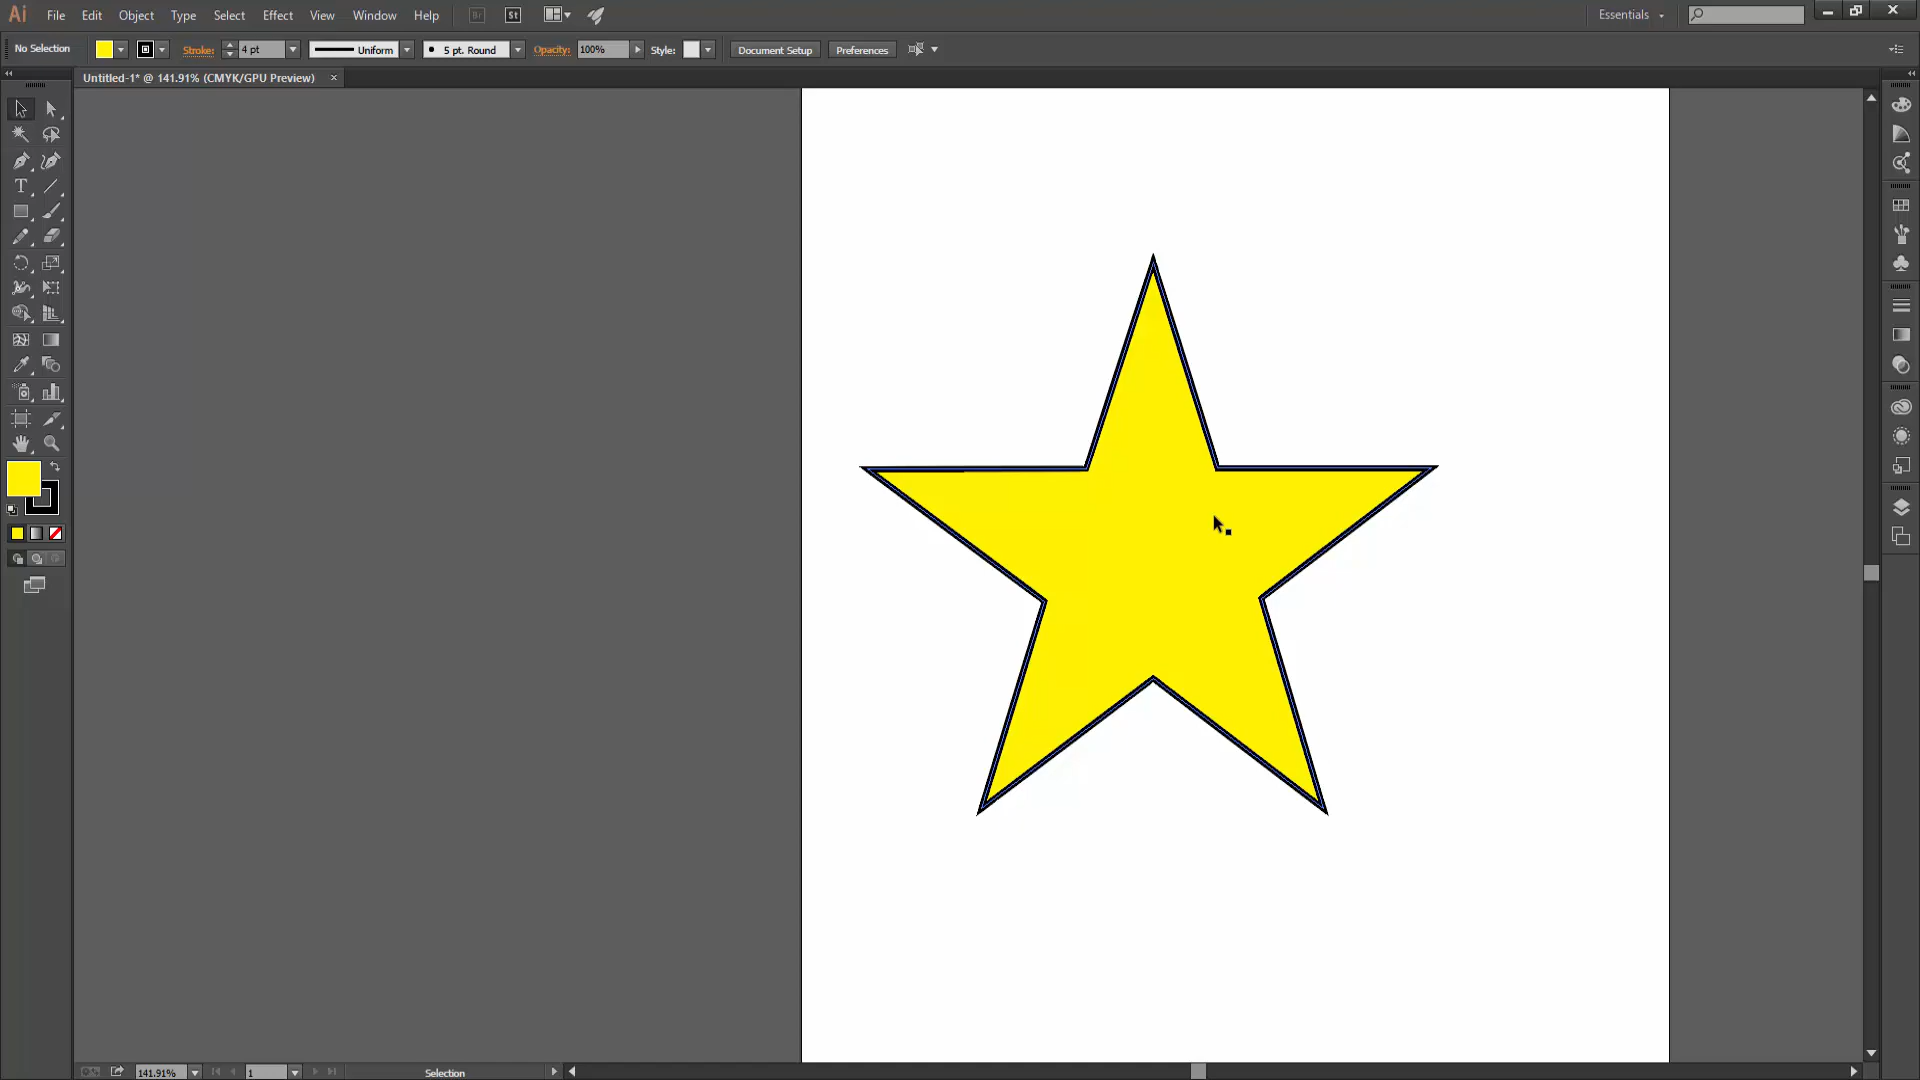 Ai File Edit Object Type Select Effect View Window Help Br St Essentials
No Selection Stroke: 4 pt Uniform 5 pt. Round Opacity: 100% Style: Document Setup Preferences
Untitled-1* @ 141.91% (CMYK/GPU Preview) ×
T
141.91% 1 Selection